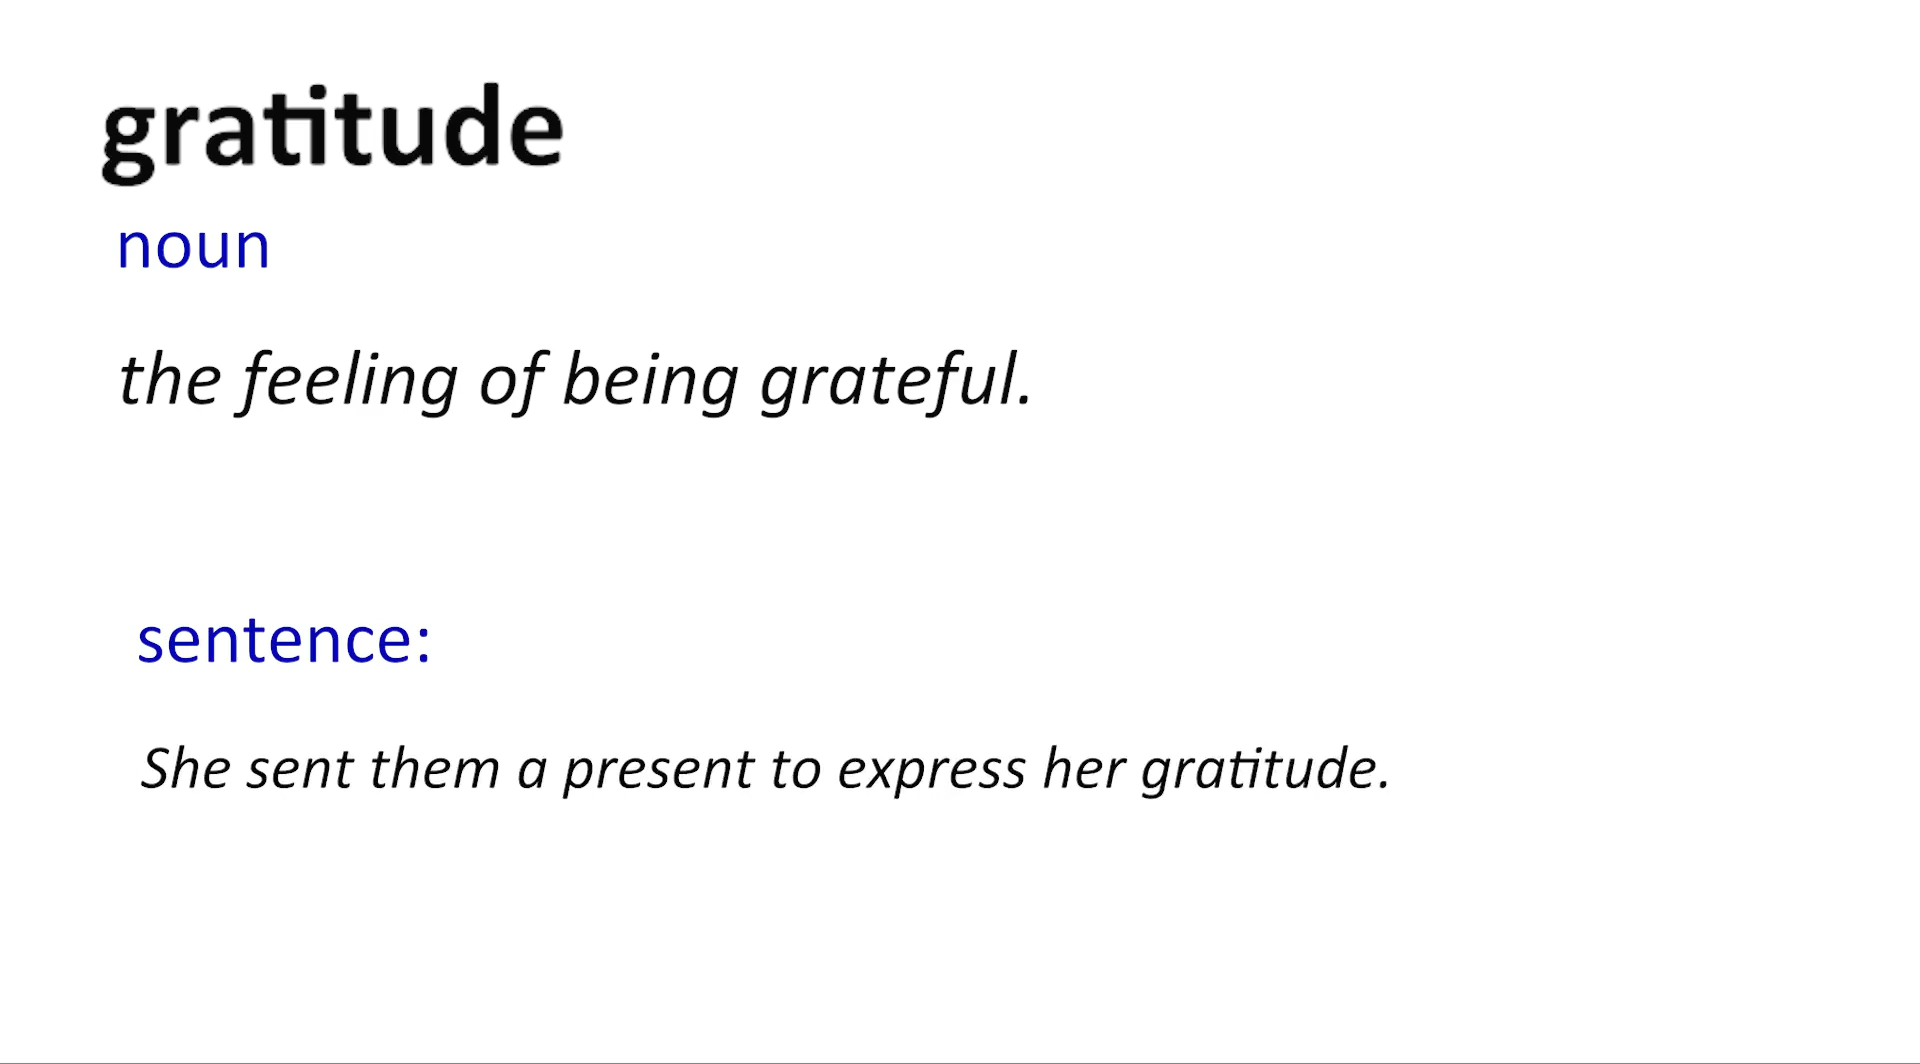 gratitude
noun
the feeling of being grateful.
sentence:
She sent them a present to express her gratitude.